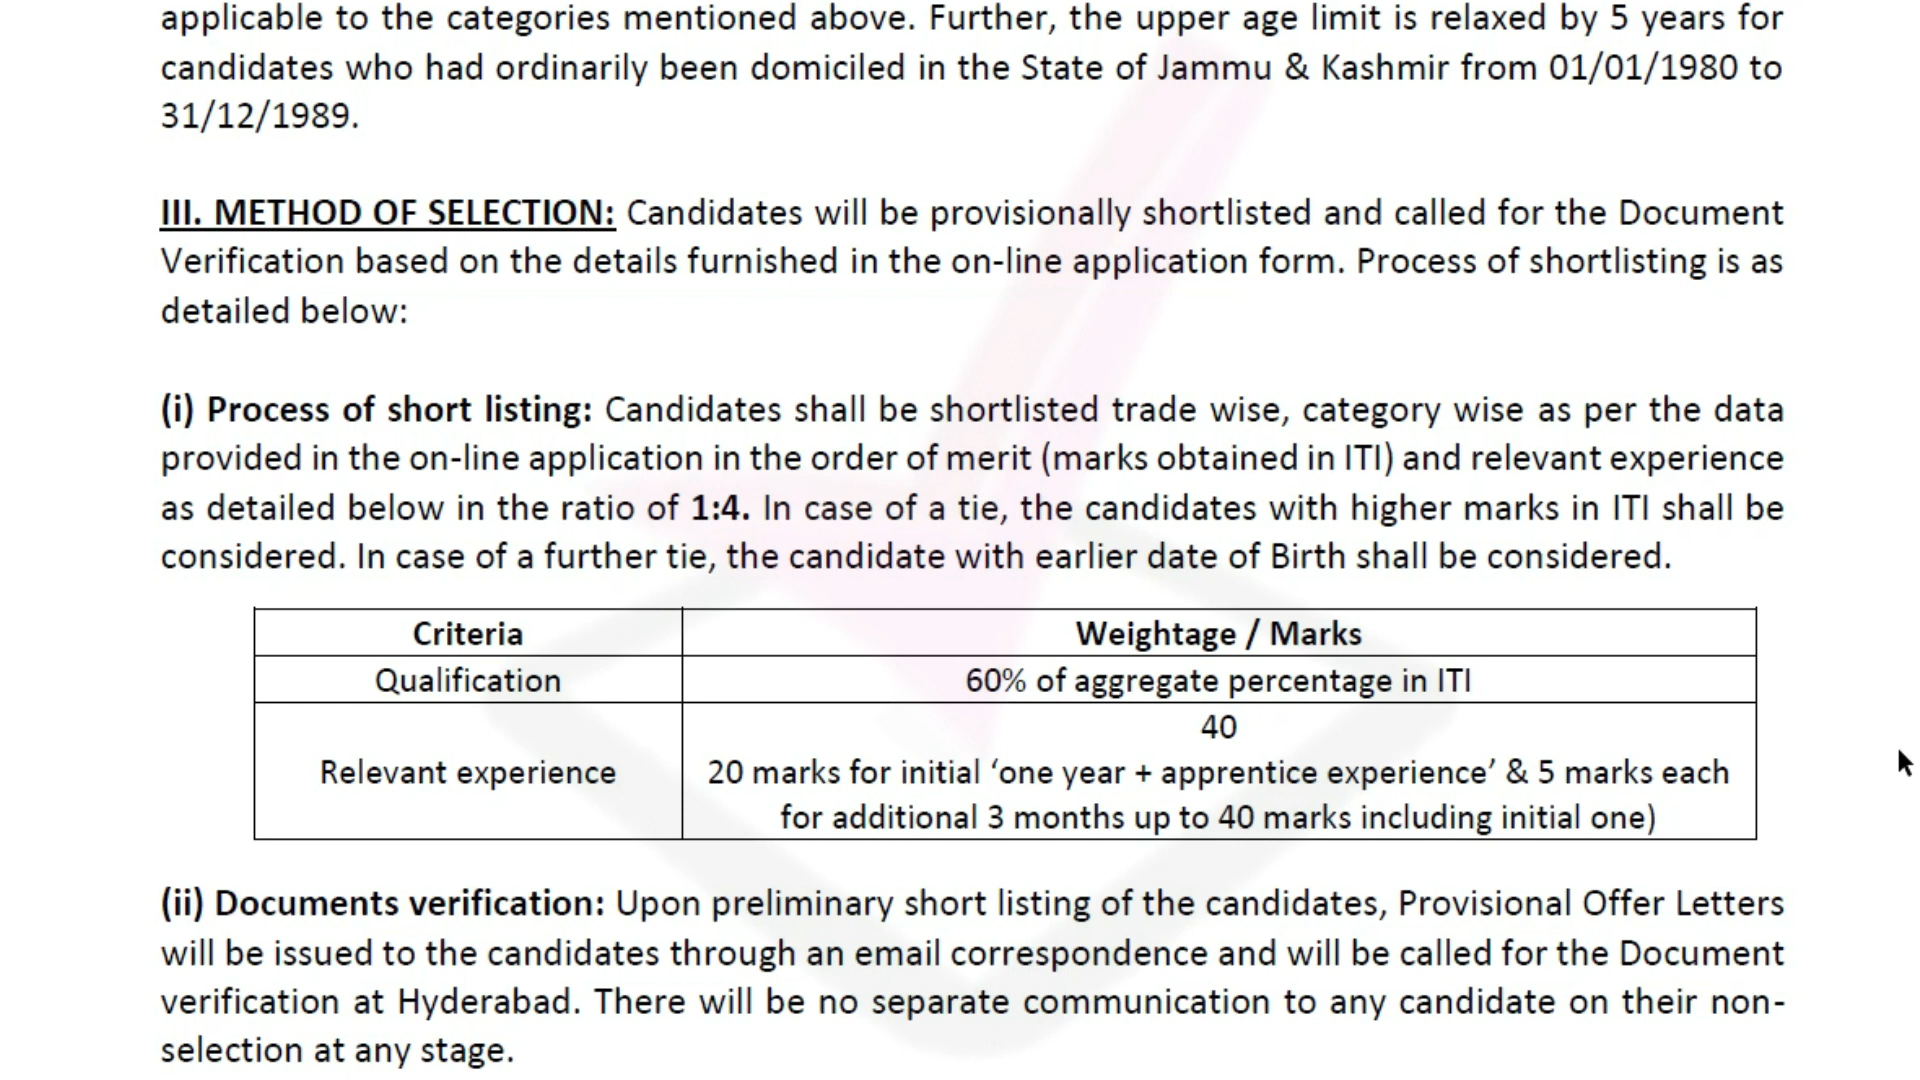 applicable to the categories mentioned above. Further, the upper age limit is relaxed by 5 years for
candidates who had ordinarily been domiciled in the State of Jammu & Kashmir from 01/01/1980 to
31/12/1989.
III. METHOD OF SELECTION: Candidates will be provisionally shortlisted and called for the Document
Verification based on the details furnished in the on-line application form. Process of shortlisting is as
detailed below:
(i) Process of short listing: Candidates shall be shortlisted trade wise, category wise as per the data
provided in the on-line application in the order of merit (marks obtained in ITI) and relevant experience
as detailed below in the ratio of 1:4. In case of a tie, the candidates with higher marks in ITI shall be
considered. In case of a further tie, the candidate with earlier date of Birth shall be considered.
Criteria Weightage / Marks
Qualification 60% of aggregate percentage in ITI
40
Relevant experience 20 marks for initial ‘one year + apprentice experience’ & 5 marks each
for additional 3 months up to 40 marks including initial one)
(ii) Documents verification: Upon preliminary short listing of the candidates, Provisional Offer Letters
will be issued to the candidates through an email correspondence and will be called for the Document
verification at Hyderabad. There will be no separate communication to any candidate on their non-
selection at any stage.